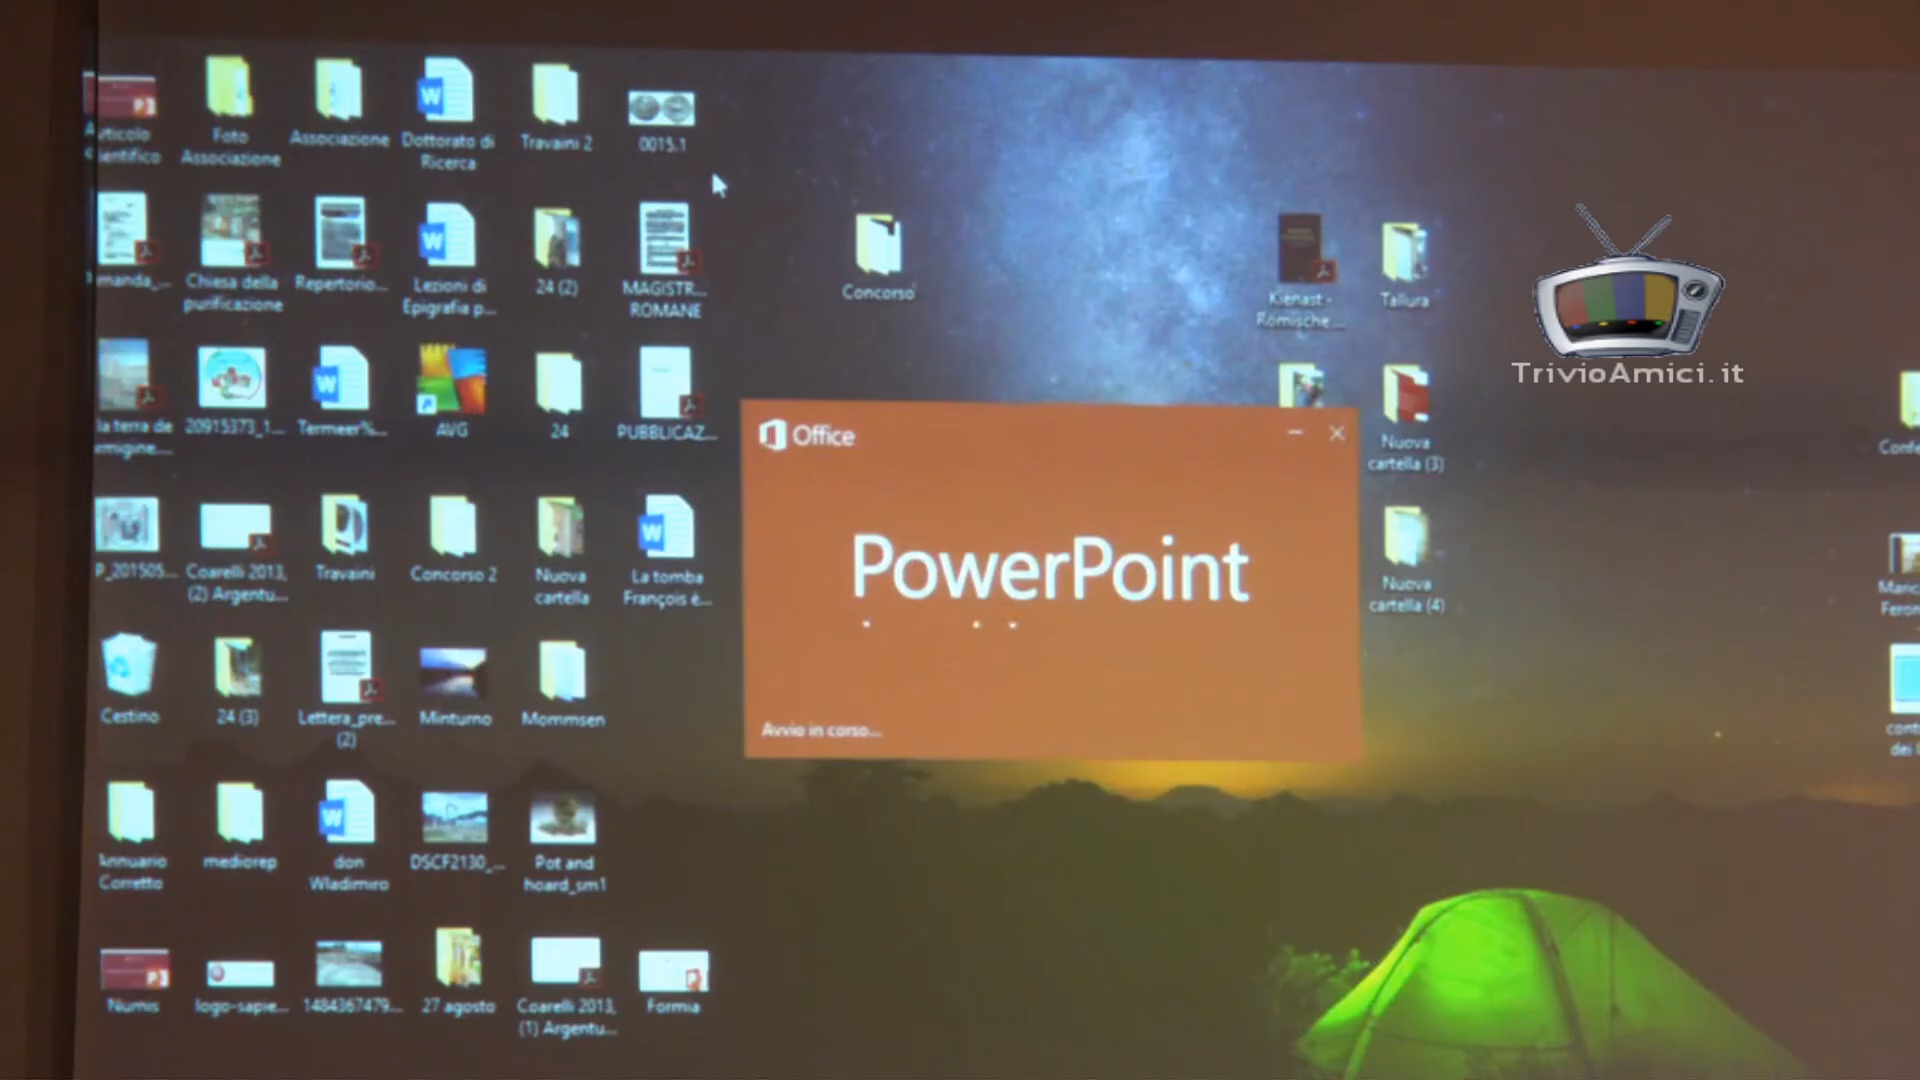 Foto
Associazione
Associazione
Dottorato di
Ricerca
Travaini 2
0015.1
Chiesa della
purificazione
Repertorio...
Lezioni di
Epigrafia p...
24 (2)
MAGISTR...
ROMANE
Concorso
Kienast -
Römische...
Tallura
TrivioAmici.it
la terra de
20915373_1...
Termeer%...
AVG
24
PUBBLICAZ...
Office
Nuova
cartella (3)
P_201505...
Coarelli 2013,
(2) Argentu...
Travaini
Concorso 2
Nuova
cartella
La tomba
François è...
PowerPoint
Nuova
cartella (4)
Cestino
24 (3)
Lettera_pre...
(2)
Minturno
Mommsen
Avvio in corso...
Annuario
Corretto
mediorep
don
Wladimiro
DSCF2130_...
Pot and
hoard_sm1
Numis
logo-sapie...
1484367479...
27 agosto
Coarelli 2013,
(1) Argentu...
Formia